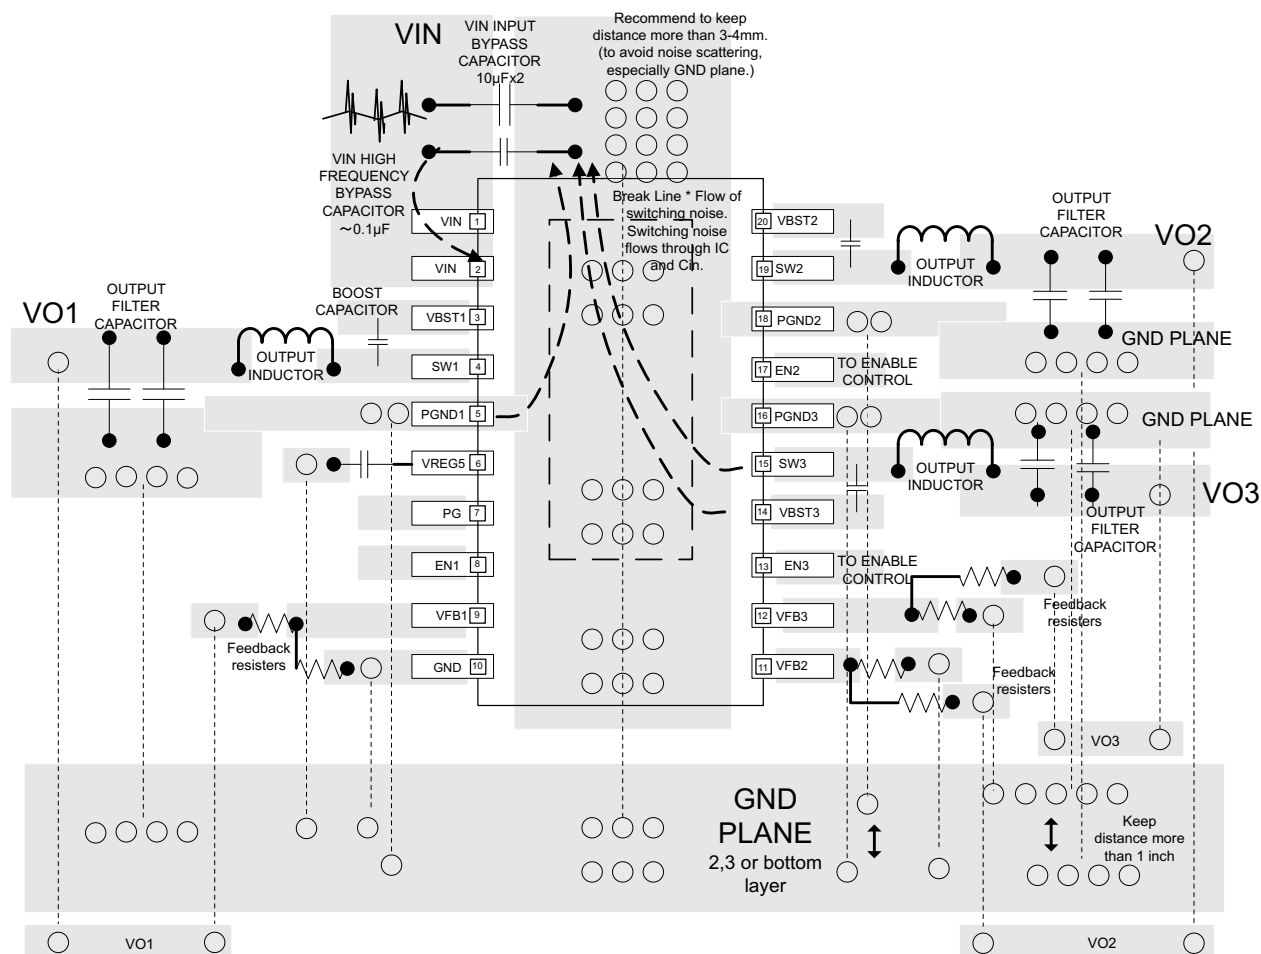 VIN
VIN INPUT
BYPASS
CAPACITOR
10µFx2
Recommend to keep
distance more than 3-4mm.
(to avoid noise scattering,
especially GND plane.)
VIN HIGH
FREQUENCY
BYPASS
CAPACITOR
~0.1µF
Break Line * Flow of
switching noise.
Switching noise
flows through IC
and Cin.
VIN 1
VIN 2
VBST1 3
SW1 4
PGND1 5
VREG5 6
PG 7
EN1 8
VFB1 9
GND 10
20 VBST2
19 SW2
18 PGND2
17 EN2
16 PGND3
15 SW3
14 VBST3
13 EN3
12 VFB3
11 VFB2
BOOST
CAPACITOR
VO1
OUTPUT
FILTER
CAPACITOR
OUTPUT
INDUCTOR
OUTPUT
INDUCTOR
OUTPUT
FILTER
CAPACITOR
VO2
GND PLANE
TO ENABLE
CONTROL
GND PLANE
OUTPUT
INDUCTOR
VO3
OUTPUT
FILTER
CAPACITOR
TO ENABLE
CONTROL
Feedback
resisters
Feedback
resisters
Feedback
resisters
VO3
GND
PLANE
2,3 or bottom
layer
Keep
distance more
than 1 inch
VO1
VO2